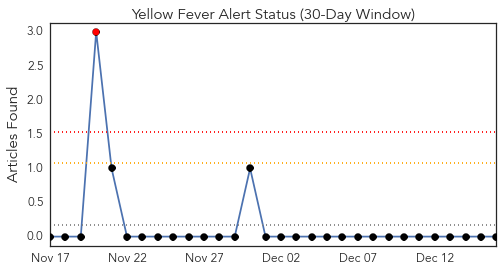 Yellow Fever Alert Status (30-Day Window)
Articles Found
3.0
2.5
2.0
1.5
1.0
0.5
0.0
Nov 17 Nov 22 Nov 27 Dec 02 Dec 07 Dec 12